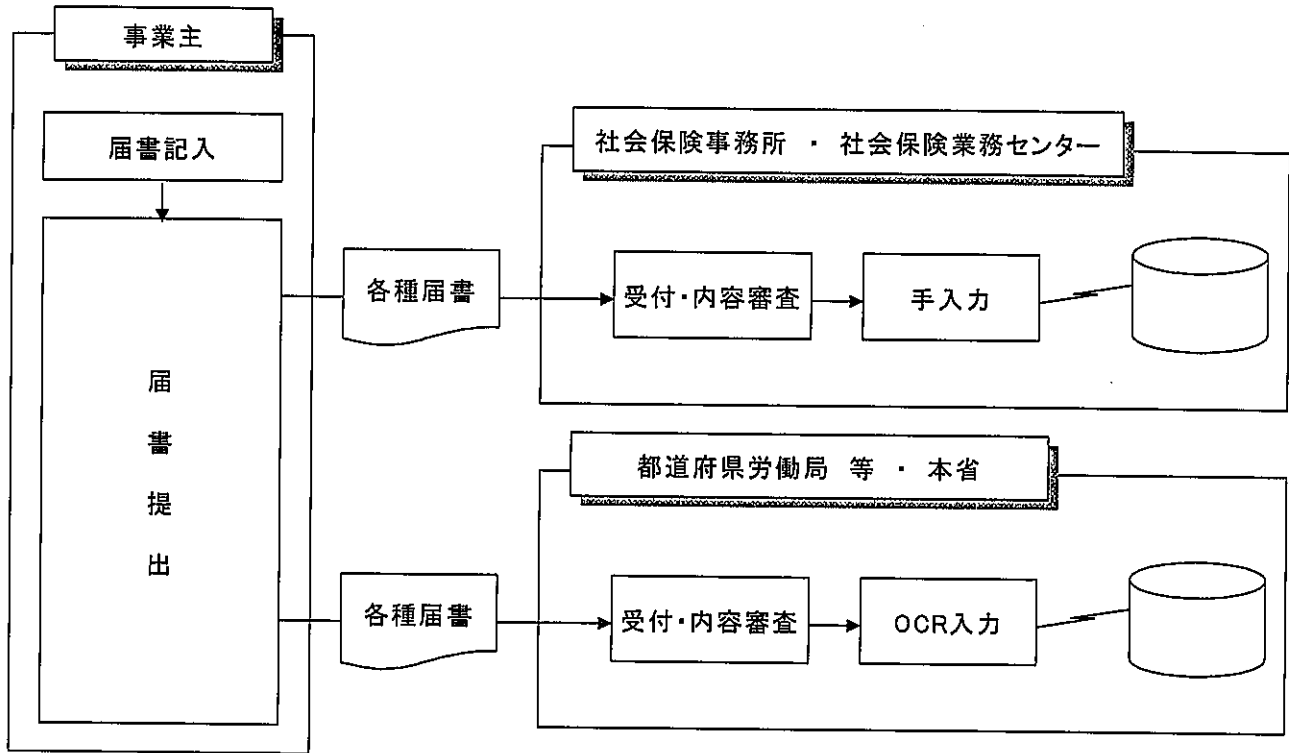 事業主
届書記入
届書提出
各種届書
社会保険事務所 ・ 社会保険業務センター
受付・内容審査
手入力
各種届書
都道府県労働局 等 ・ 本省
受付・内容審査
OCR入力